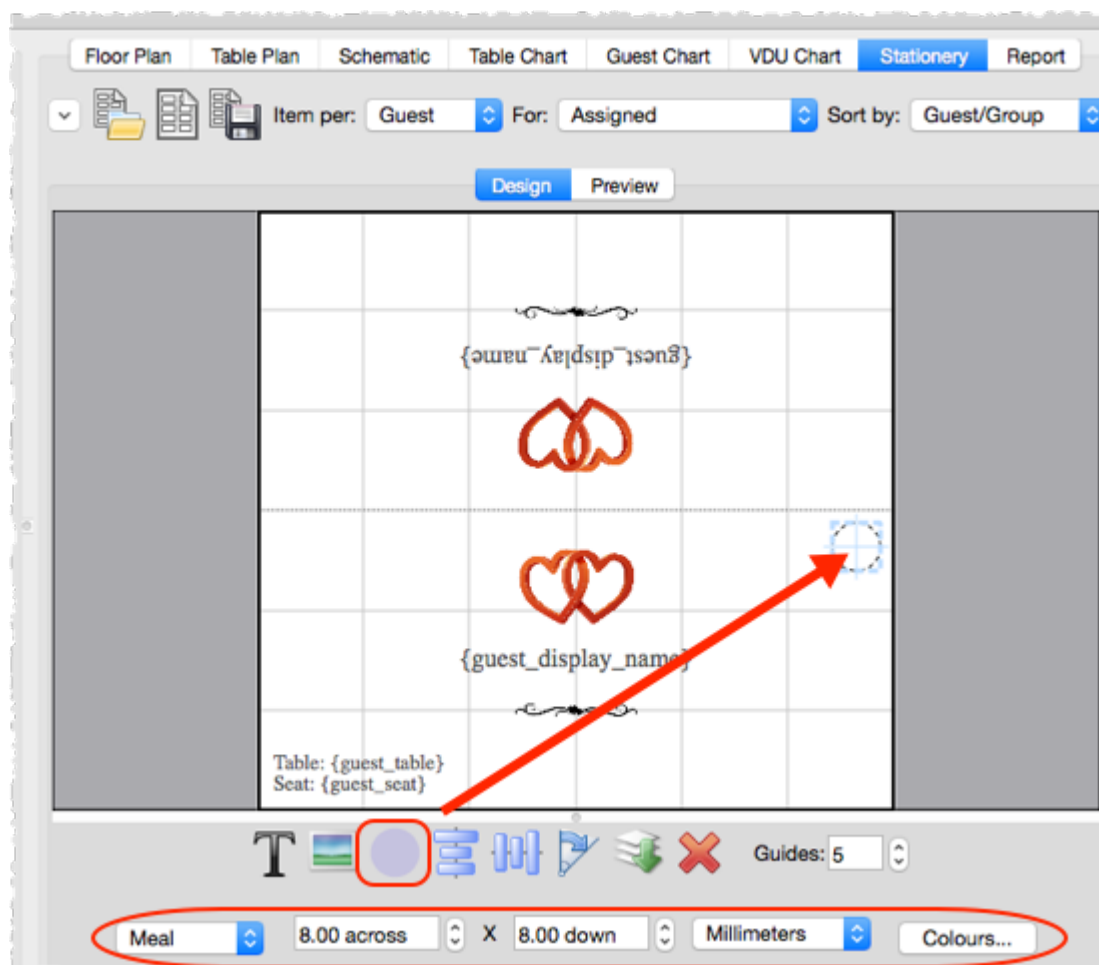 Floor Plan Table Plan Schematic Table Chart Guest Chart VDU Chart Stationery Report
Item per: Guest For: Assigned Sort by: Guest/Group
Design Preview
{guest_display_name}
{guest_display_name}
Table: {guest_table}
Seat: {guest_seat}
T Guides: 5
Meal 8.00 across X 8.00 down Millimeters Colours...